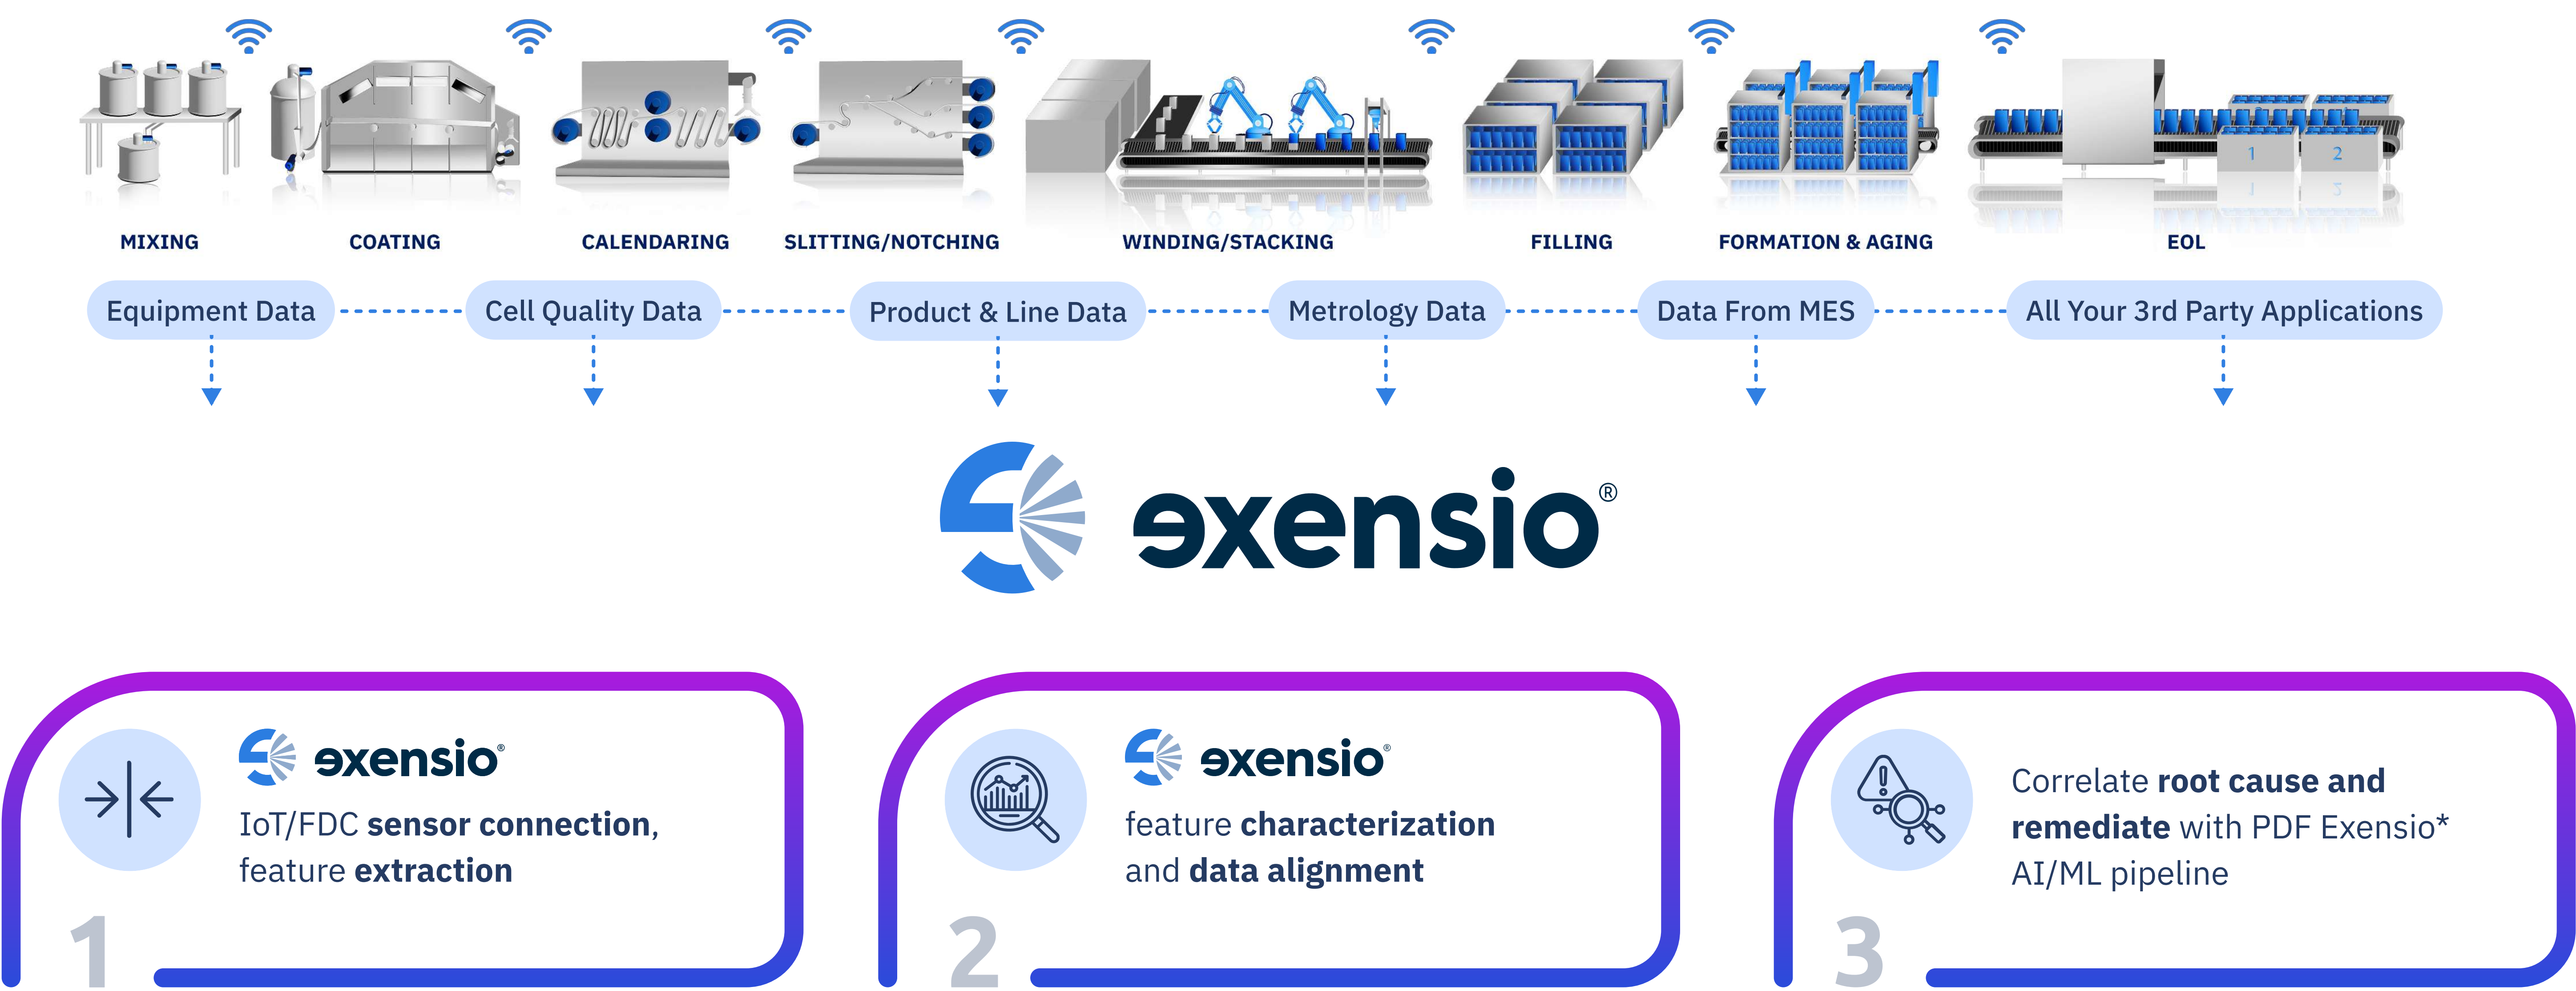 MIXING
COATING
CALENDARING
SLITTING/NOTCHING
WINDING/STACKING
FILLING
FORMATION & AGING
EOL
1
2
Equipment Data
Cell Quality Data
Product & Line Data
Metrology Data
Data From MES
All Your 3rd Party Applications
exensio®
exensio®
IoT/FDC sensor connection,
feature extraction
1
exensio®
feature characterization
and data alignment
2
Correlate root cause and
remediate with PDF Exensio*
AI/ML pipeline
3